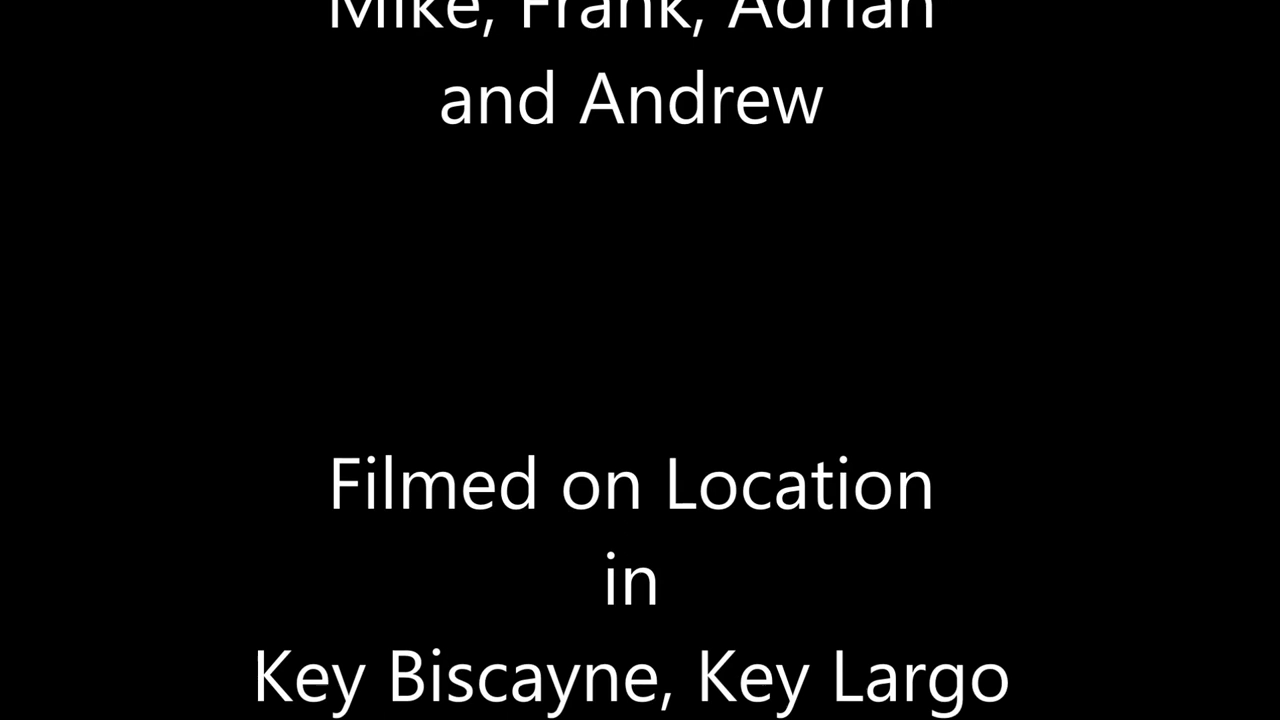 Mike, Frank, Adrian
and Andrew
Filmed on Location
in
Key Biscayne, Key Largo